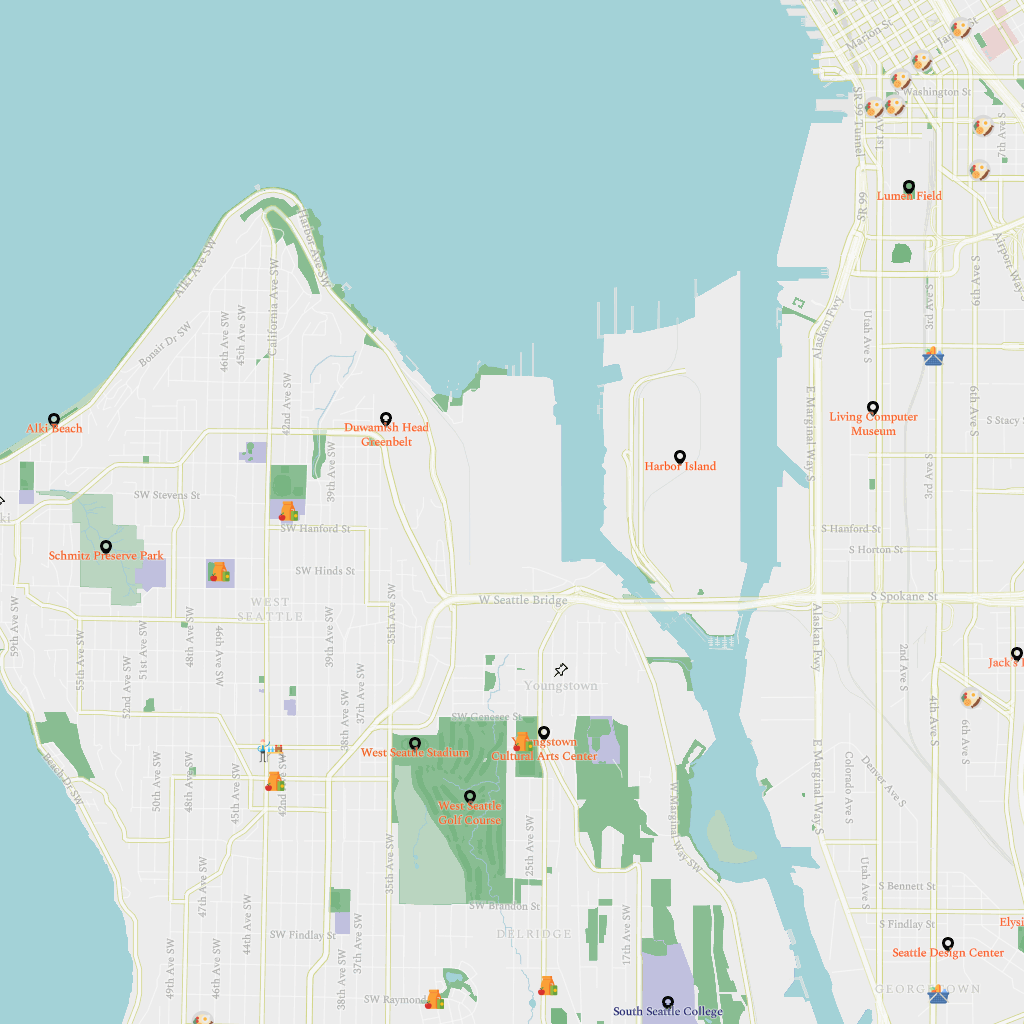 Marion St
Washington St
SR 99 Tunnel
1st Av
7th Ave S
Lumen Field
SR 99
Airport Way
Harbor Ave SW
Alki Ave SW
California Ave SW
6th Ave S
3rd Ave S
Utah Ave S
Alaskan Fwy
Bonair Dr SW
46th Ave SW
45th Ave SW
42nd Ave SW
E Marginal Way S
6th Ave S
Alki Beach
Duwamish Head
Greenbelt
Living Computer
Museum
S Stacy S
39th Ave SW
Harbor Island
3rd Ave S
SW Stevens St
SW Hanford St
S Hanford St
S Horton St
Schmitz Preserve Park
SW Hinds St
WEST
SEATTLE
W Seattle Bridge
S Spokane St
35th Ave SW
59th Ave SW
55th Ave SW
51st Ave SW
48th Ave SW
46th Ave SW
39th Ave SW
37th Ave SW
38th Ave SW
52nd Ave SW
Alaskan Fwy
2nd Ave S
Jack's
Youngstown
SW Genesee St
4th Ave S
6th Ave S
West Seattle Stadium
Cultural Arts Center
Beach Dr SW
50th Ave SW
48th Ave SW
45th Ave SW
42nd Ave SW
West Seattle
Golf Course
W Marginal Way SW
E Marginal Way S
Colorado Ave S
Denver Ave S
35th Ave SW
25th Ave SW
47th Ave SW
44th Ave SW
Utah Ave S
S Bennett St
SW Brandon St
DELRIDGE
17th Ave SW
S Findlay St
SW Findlay St
37th Ave SW
Seattle Design Center
49th Ave SW
46th Ave SW
38th Ave SW
SW Raymon
GEORGETOWN
South Seattle College